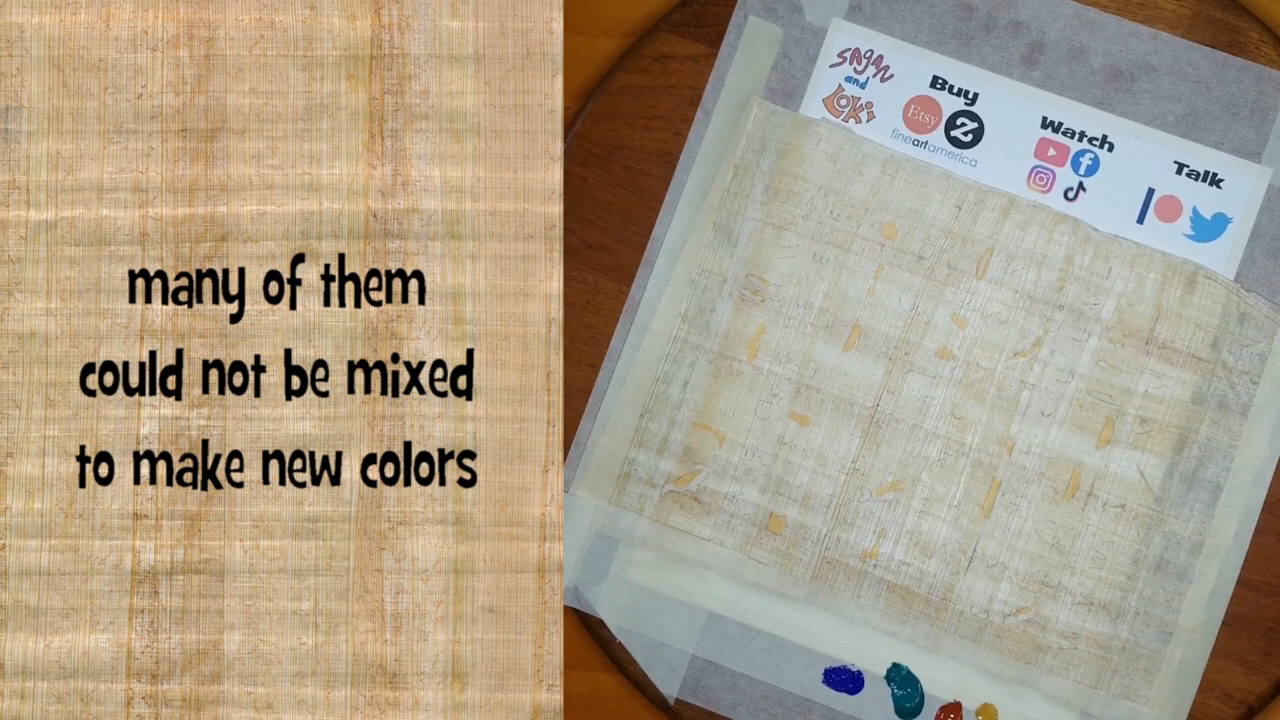 many of them
could not be mixed
to make new colors
Sagan
and
Loki
Buy
Etsy
Z
fineartamerica
Watch
Talk